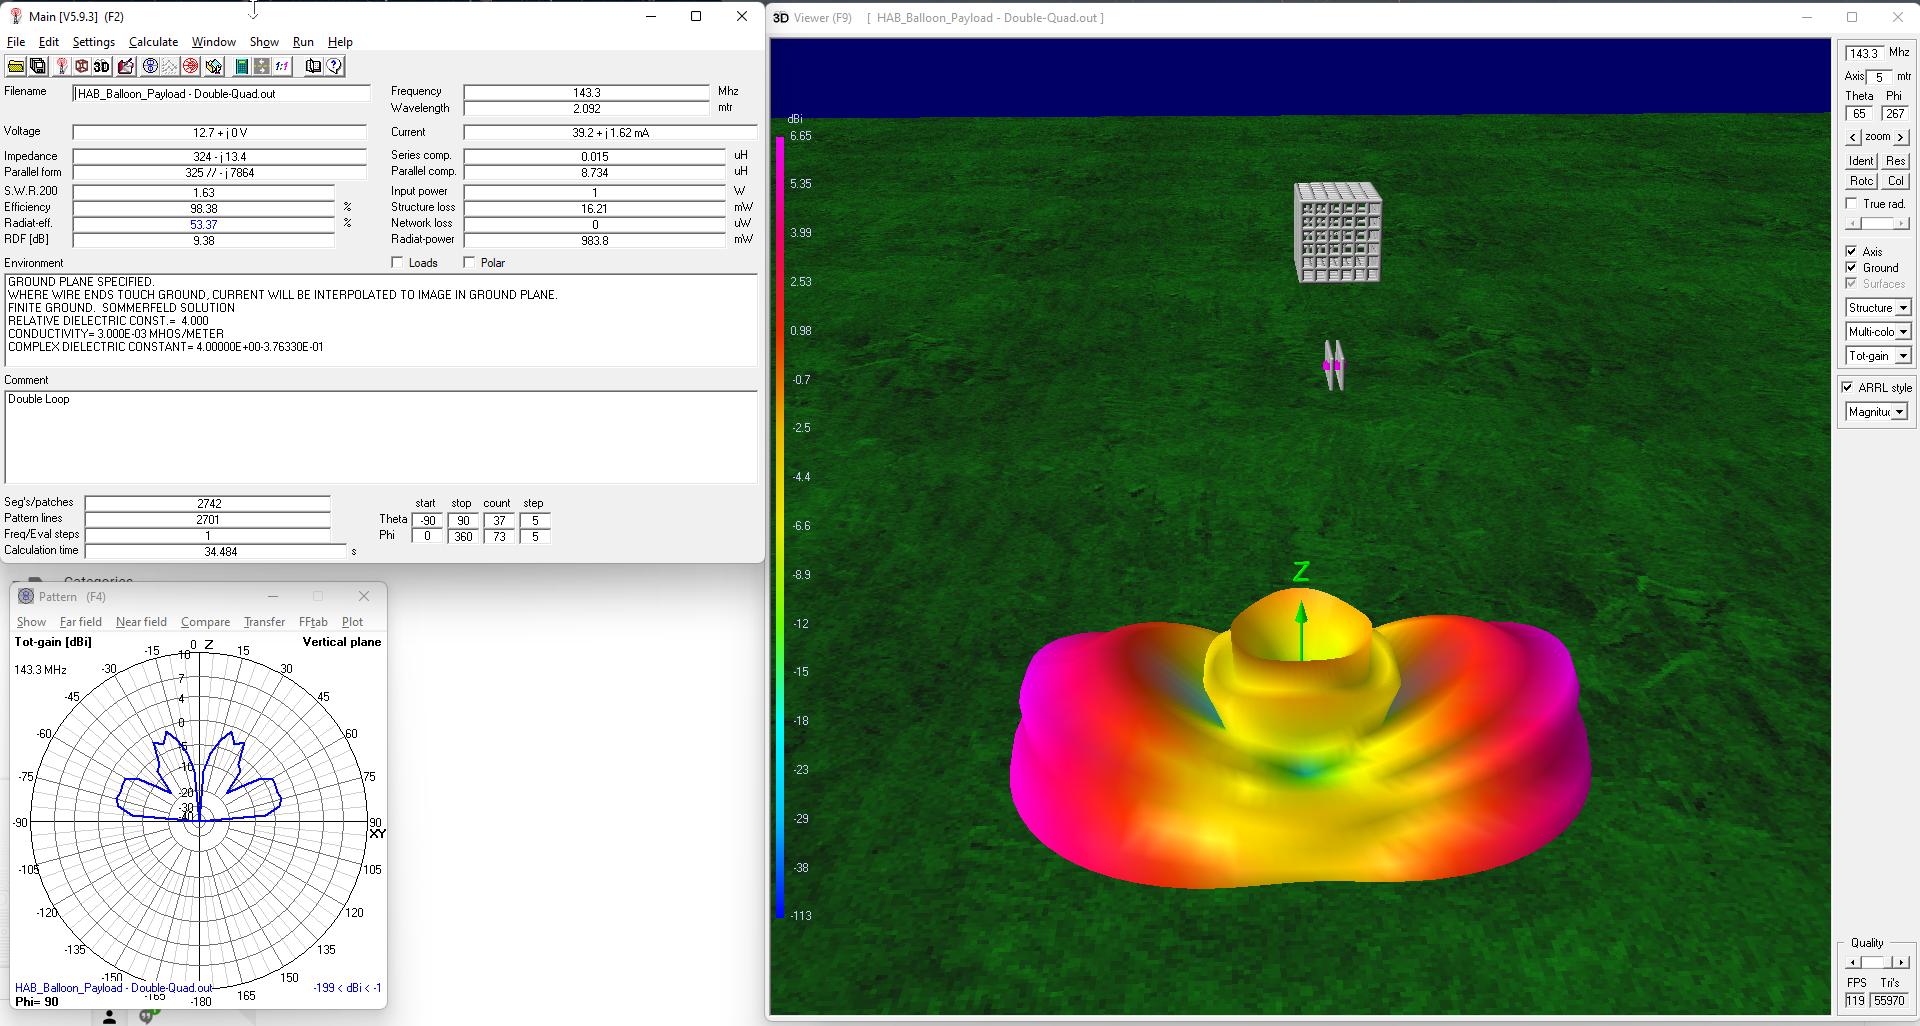 Main [V5.9.3] (F2)
File Edit Settings Calculate Window Show Run Help
3D 1:1
Filename HAB_Balloon_Payload - Double-Quad.out
Frequency 143.3 Mhz
Wavelength 2.092 mtr
Voltage 12.7 + j 0 V
Current 39.2 + j 1.62 mA
Impedance 324 - j 13.4
Series comp. 0.015 uH
Parallel form 325 // - j 7864
Parallel comp. 8.734 uH
S.W.R.200 1.63
Input power 1 W
Efficiency 98.38 %
Structure loss 16.21 mW
Radiat-eff. 53.37 %
Network loss 0 uW
RDF [dB] 9.38
Radiat-power 983.8 mW
Environment
Loads Polar
GROUND PLANE SPECIFIED.
WHERE WIRE ENDS TOUCH GROUND, CURRENT WILL BE INTERPOLATED TO IMAGE IN GROUND PLANE.
FINITE GROUND. SOMMERFELD SOLUTION
RELATIVE DIELECTRIC CONST.= 4.000
CONDUCTIVITY= 3.000E-03 MHOS/METER
COMPLEX DIELECTRIC CONSTANT= 4.00000E+00-3.76330E-01
Comment
Double Loop
Seg's/patches 2742
Pattern lines 2701
Freq/Eval steps 1
Calculation time 34.484 s
start stop count step
Theta -90 90 37 5
Phi 0 360 73 5
Categories
Pattern (F4)
Show Far field Near field Compare Transfer FFtab Plot
Tot-gain [dBi]
Vertical plane
143.3 MHz
0 Z
-15 15
-30 30
-45 45
-60 60
-75 75
-90 90
XY
-105 105
-120 120
-135 135
-150 150
-165 165
-180
10
7
4
0
-5
-10
-20
-30
-40
HAB_Balloon_Payload - Double-Quad.out
-199 < dBi < -1
Phi= 90
3D Viewer (F9) [ HAB_Balloon_Payload - Double-Quad.out ]
dBi
6.65
5.35
3.99
2.53
0.98
-0.7
-2.5
-4.4
-6.6
-8.9
-12
-15
-18
-23
-29
-38
-113
Z
143.3 Mhz
Axis 5 mtr
Theta Phi
65 267
< zoom >
Ident Res
Rotc Col
True rad.
Axis
Ground
Surfaces
Structure
Multi-colo
Tot-gain
ARRL style
Magnituc
Quality
FPS Tri's
119 55970